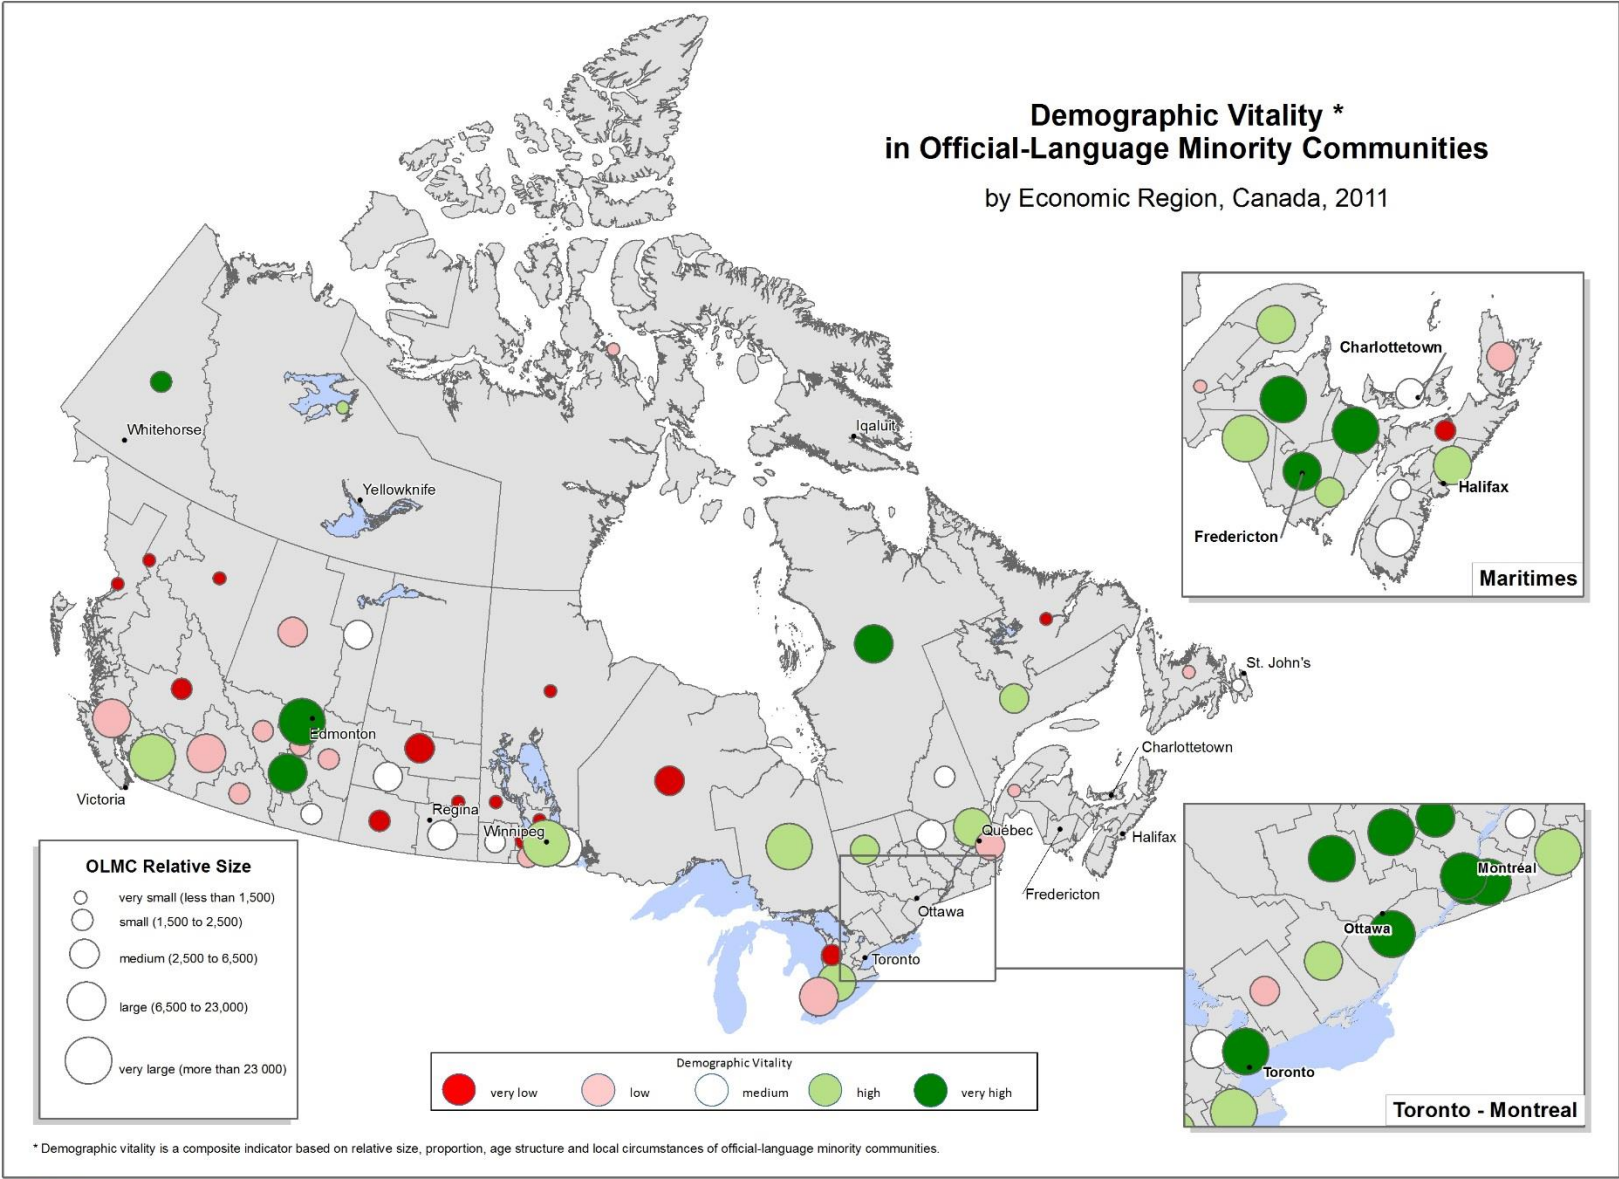 Demographic Vitality *
in Official-Language Minority Communities
by Economic Region, Canada, 2011
Whitehorse
Yellowknife
Iqaluit
Edmonton
Victoria
Regina
Winnipeg
St. John's
Charlottetown
Québec
Halifax
Fredericton
Ottawa
Toronto
Charlottetown
Halifax
Fredericton
Maritimes
Montréal
Ottawa
Toronto
Toronto - Montreal
OLMC Relative Size
very small (less than 1,500)
small (1,500 to 2,500)
medium (2,500 to 6,500)
large (6,500 to 23,000)
very large (more than 23 000)
Demographic Vitality
very low
low
medium
high
very high
* Demographic vitality is a composite indicator based on relative size, proportion, age structure and local circumstances of official-language minority communities.